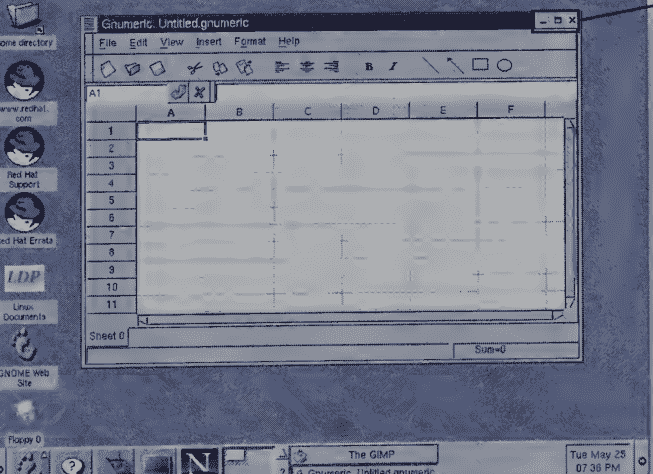 Gnumeric. Untitled.gnumeric
File Edit View Insert Format Help
B I
A1
A B C D E F
1
2
3
4
5
6
7
8
9
10
11
Sheet 0
Sum=0
ome directory
www.redhat.
com
Red Hat
Support
ed Hat Errata
LDP
Linux
Documents
GNOME Web
Site
Floppy 0
?
N
The GIMP
Gnumeric. Untitled.gnumeric
Tue May 25
07:36 PM